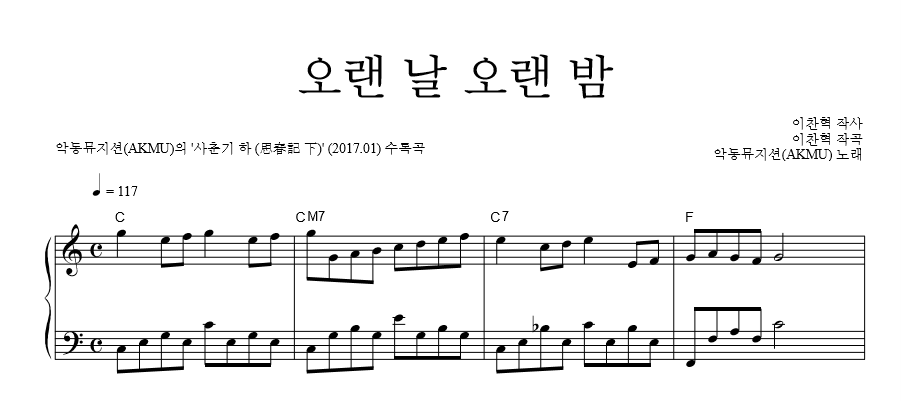 오랜 날 오랜 밤
이찬혁 작사
이찬혁 작곡
악동뮤지션(AKMU)의 '사춘기 하 (思春記 下)' (2017.01) 수록곡
악동뮤지션(AKMU) 노래
= 117
C CM7 C7 F